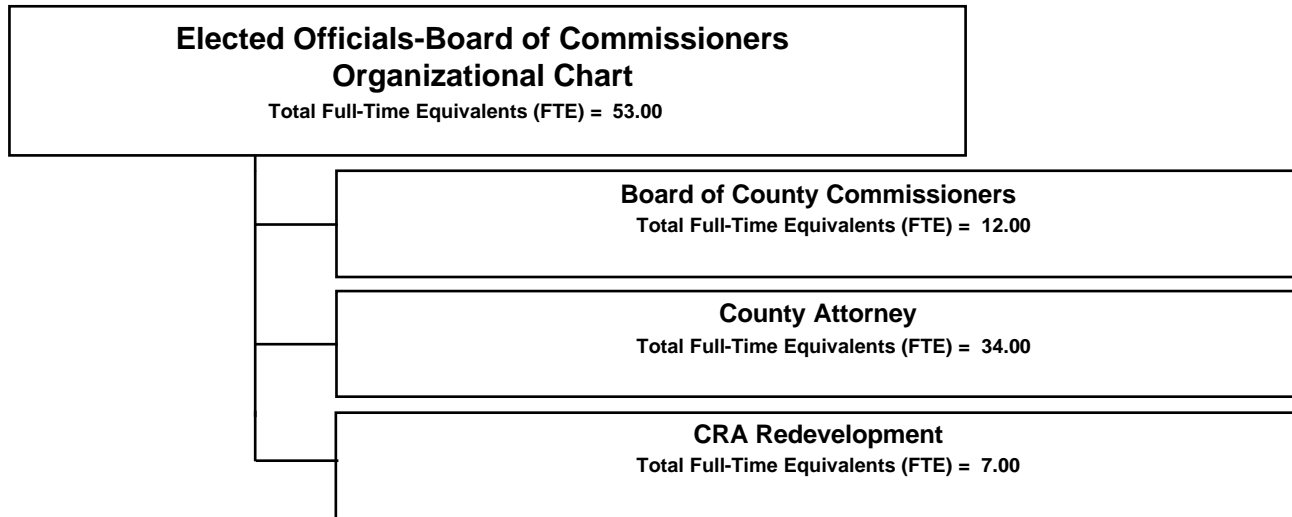 Elected Officials-Board of Commissioners
Organizational Chart
Total Full-Time Equivalents (FTE) = 53.00
Board of County Commissioners
Total Full-Time Equivalents (FTE) = 12.00
County Attorney
Total Full-Time Equivalents (FTE) = 34.00
CRA Redevelopment
Total Full-Time Equivalents (FTE) = 7.00